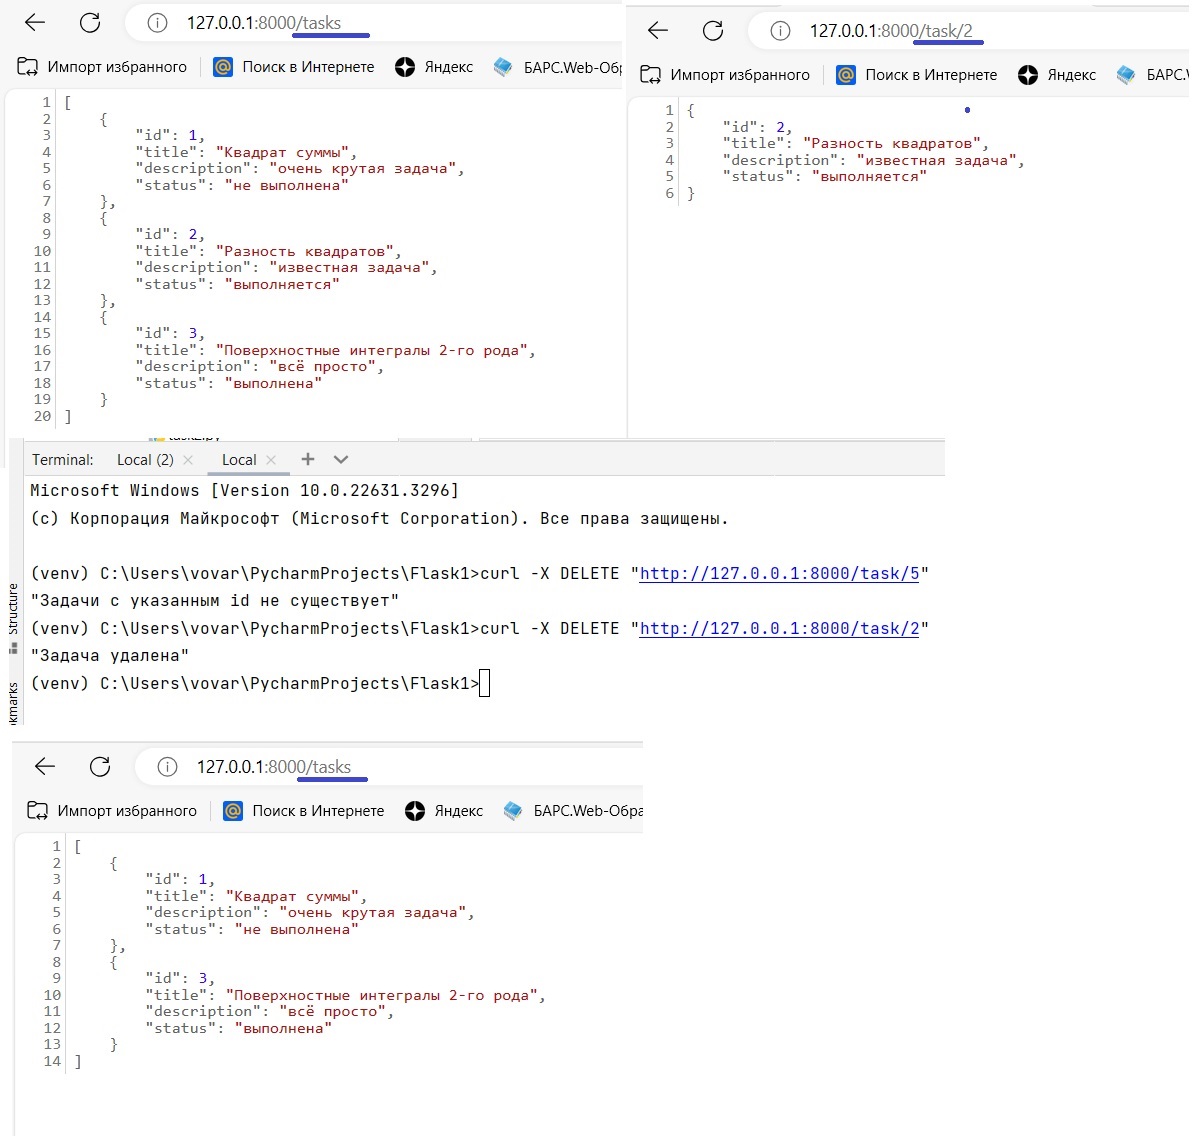 127.0.0.1:8000/tasks
Импорт избранного
Поиск в Интернете
Яндекс
БАРС.Web-Обр
1 [
2 {
3 "id": 1,
4 "title": "Квадрат суммы",
5 "description": "очень крутая задача",
6 "status": "не выполнена"
7 },
8 {
9 "id": 2,
10 "title": "Разность квадратов",
11 "description": "известная задача",
12 "status": "выполняется"
13 },
14 {
15 "id": 3,
16 "title": "Поверхностные интегралы 2-го рода",
17 "description": "всё просто",
18 "status": "выполнена"
19 }
20 ]
127.0.0.1:8000/task/2
Импорт избранного
Поиск в Интернете
Яндекс
БАРС.W
1 {
2 "id": 2,
3 "title": "Разность квадратов",
4 "description": "известная задача",
5 "status": "выполняется"
6 }
Terminal: Local (2) × Local × +
Microsoft Windows [Version 10.0.22631.3296]
(c) Корпорация Майкрософт (Microsoft Corporation). Все права защищены.
(venv) C:\Users\vovar\PycharmProjects\Flask1>curl -X DELETE "http://127.0.0.1:8000/task/5"
"Задачи с указанным id не существует"
(venv) C:\Users\vovar\PycharmProjects\Flask1>curl -X DELETE "http://127.0.0.1:8000/task/2"
"Задача удалена"
(venv) C:\Users\vovar\PycharmProjects\Flask1>
Structure
kmarks
127.0.0.1:8000/tasks
Импорт избранного
Поиск в Интернете
Яндекс
БАРС.Web-Обра
1 [
2 {
3 "id": 1,
4 "title": "Квадрат суммы",
5 "description": "очень крутая задача",
6 "status": "не выполнена"
7 },
8 {
9 "id": 3,
10 "title": "Поверхностные интегралы 2-го рода",
11 "description": "всё просто",
12 "status": "выполнена"
13 }
14 ]